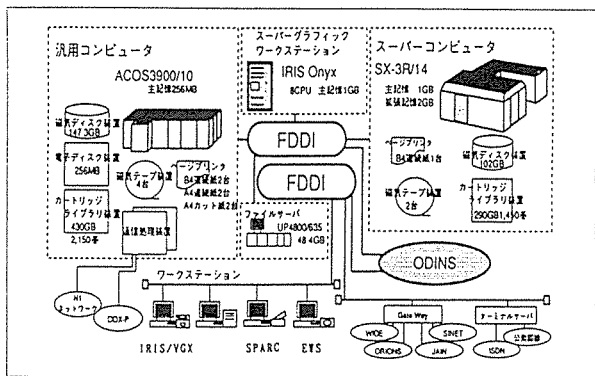 汎用コンピュータ
ACOS3900/10
主記憶256MB
磁気ディスク装置
147.3GB
電子ディスク装置
256MB
カートリッジ
ライブラリ装置
430GB
2,150巻
磁気テープ装置
4台
ページプリンタ
B4連続紙2台
A4連続紙2台
A4カット紙2台
通信処理装置
N1
ネットワーク
DDX-P
スーパーグラフィック
ワークステーション
IRIS Onyx
8CPU 主記憶1GB
FDDI
FDDI
ファイルサーバ
UP4800/635
48.4GB
スーパーコンピュータ
SX-3R/14
主記憶 1GB
拡張記憶2GB
ページプリンタ
B4連続紙1台
磁気ディスク装置
102GB
磁気テープ装置
2台
カートリッジ
ライブラリ装置
290GB1,450巻
ODINS
ワークステーション
IRIS/VGX
SPARC
EWS
Gate Way
WIDE
ORIONS
JAIN
SINET
ターミナルサーバ
ISDN
公衆回線